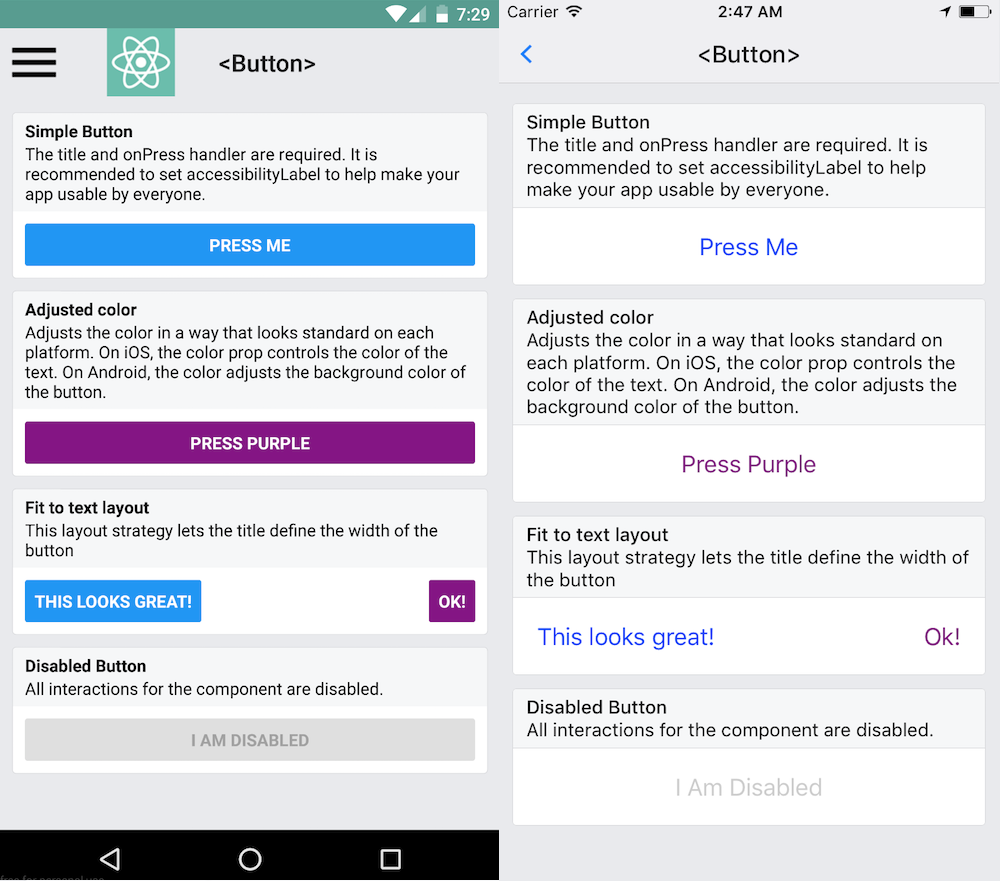 7:29
<Button>
Simple Button
The title and onPress handler are required. It is
recommended to set accessibilityLabel to help make your
app usable by everyone.
PRESS ME
Adjusted color
Adjusts the color in a way that looks standard on each
platform. On iOS, the color prop controls the color of the
text. On Android, the color adjusts the background color of
the button.
PRESS PURPLE
Fit to text layout
This layout strategy lets the title define the width of the
button
THIS LOOKS GREAT!
OK!
Disabled Button
All interactions for the component are disabled.
I AM DISABLED
free for personal use
Carrier
2:47 AM
<Button>
Simple Button
The title and onPress handler are required. It is
recommended to set accessibilityLabel to help
make your app usable by everyone.
Press Me
Adjusted color
Adjusts the color in a way that looks standard on
each platform. On iOS, the color prop controls the
color of the text. On Android, the color adjusts the
background color of the button.
Press Purple
Fit to text layout
This layout strategy lets the title define the width of
the button
This looks great!
Ok!
Disabled Button
All interactions for the component are disabled.
I Am Disabled